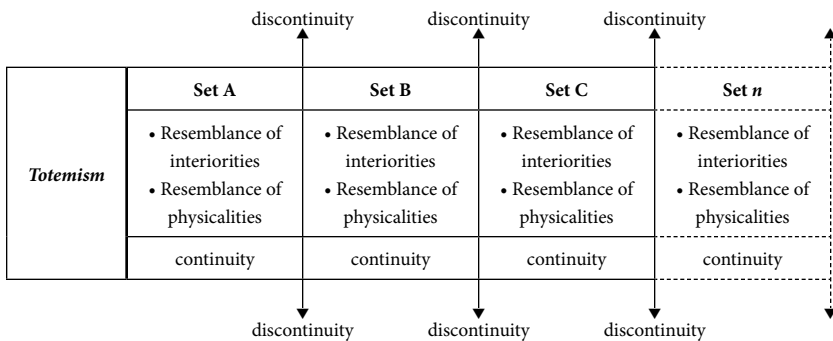 discontinuity discontinuity discontinuity
Set A Set B Set C Set n
Totemism
• Resemblance of interiorities
• Resemblance of physicalities
• Resemblance of interiorities
• Resemblance of physicalities
• Resemblance of interiorities
• Resemblance of physicalities
• Resemblance of interiorities
• Resemblance of physicalities
continuity continuity continuity continuity
discontinuity discontinuity discontinuity